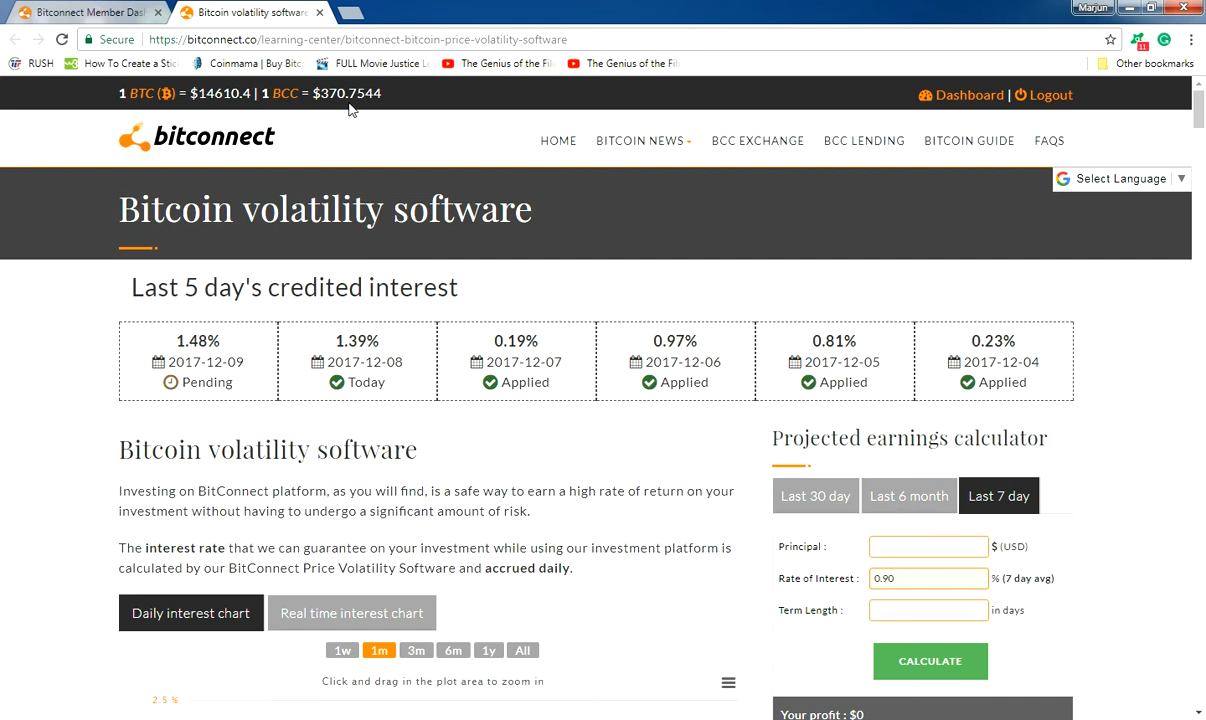 Bitconnect Member Das
Bitcoin volatility software
Marjun
Secure
https://bitconnect.co/learning-center/bitconnect-bitcoin-price-volatility-software
11
RUSH
How To Create a Stic
Coinmama | Buy Bitc
FULL Movie Justice L
The Genius of the Fi
The Genius of the Fi
Other bookmarks
1 BTC (₿) = $14610.4 | 1 BCC = $370.7544
Dashboard | Logout
bitconnect
HOME
BITCOIN NEWS
BCC EXCHANGE
BCC LENDING
BITCOIN GUIDE
FAQS
Select Language
Bitcoin volatility software
Last 5 day's credited interest
1.48%
2017-12-09
Pending
1.39%
2017-12-08
Today
0.19%
2017-12-07
Applied
0.97%
2017-12-06
Applied
0.81%
2017-12-05
Applied
0.23%
2017-12-04
Applied
Bitcoin volatility software
Investing on BitConnect platform, as you will find, is a safe way to earn a high rate of return on your
investment without having to undergo a significant amount of risk.
The interest rate that we can guarantee on your investment while using our investment platform is
calculated by our BitConnect Price Volatility Software and accrued daily.
Daily interest chart
Real time interest chart
1w
1m
3m
6m
1y
All
Click and drag in the plot area to zoom in
2.5 %
Projected earnings calculator
Last 30 day
Last 6 month
Last 7 day
Principal :
$ (USD)
Rate of Interest :
0.90
% (7 day avg)
Term Length :
in days
CALCULATE
Your profit : $0